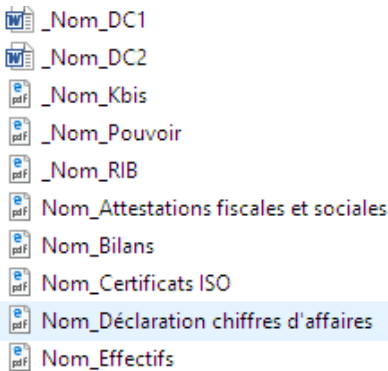 _Nom_DC1
_Nom_DC2
_Nom_Kbis
_Nom_Pouvoir
_Nom_RIB
Nom_Attestations fiscales et sociales
Nom_Bilans
Nom_Certificats ISO
Nom_Déclaration chiffres d'affaires
Nom_Effectifs